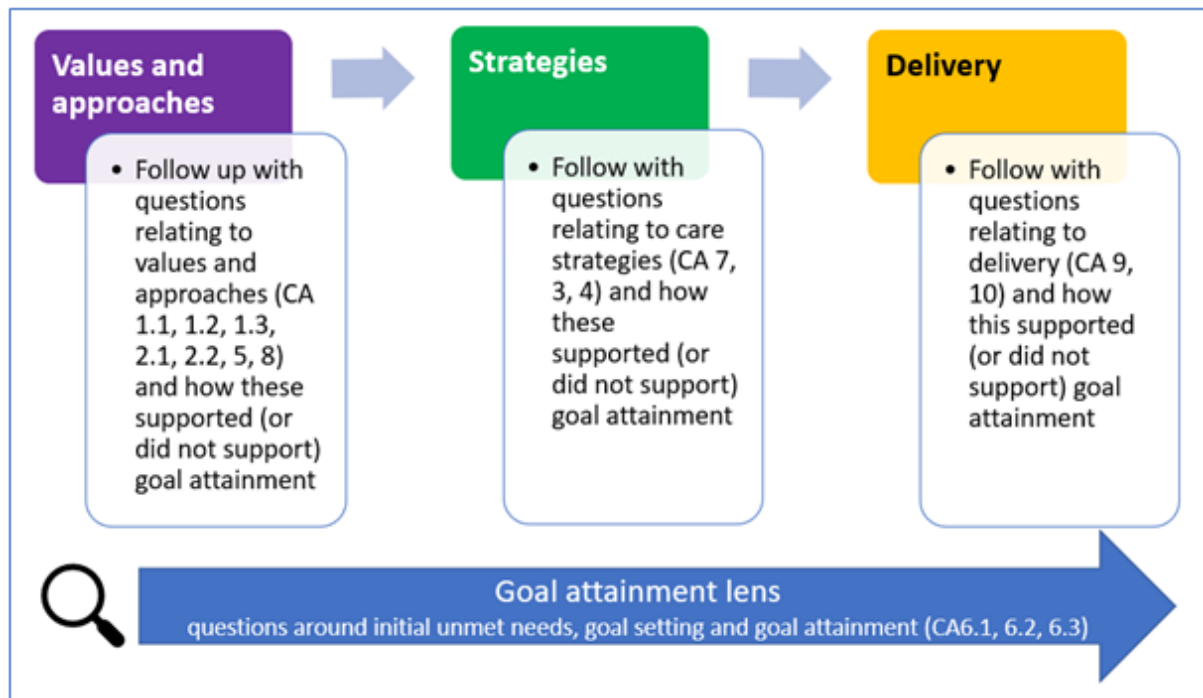 Values and
approaches
• Follow up with
questions
relating to
values and
approaches (CA
1.1, 1.2, 1.3,
2.1, 2.2, 5, 8)
and how these
supported (or
did not support)
goal attainment
Strategies
• Follow with
questions
relating to care
strategies (CA 7,
3, 4) and how
these
supported (or
did not support)
goal attainment
Delivery
• Follow with
questions
relating to
delivery (CA 9,
10) and how
this supported
(or did not
support) goal
attainment
Goal attainment lens
questions around initial unmet needs, goal setting and goal attainment (CA6.1, 6.2, 6.3)